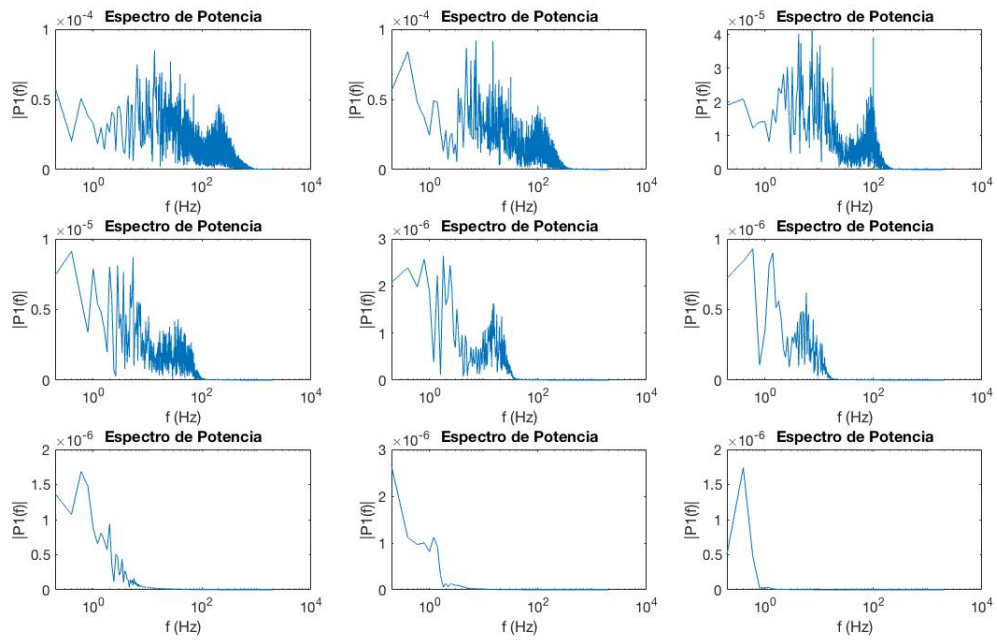 ×10⁻⁴ Espectro de Potencia
1
0.5
0
|P1(f)|
10⁰ 10² 10⁴
f (Hz)
×10⁻⁴ Espectro de Potencia
1
0.5
0
|P1(f)|
10⁰ 10² 10⁴
f (Hz)
×10⁻⁵ Espectro de Potencia
4
3
2
1
0
|P1(f)|
10⁰ 10² 10⁴
f (Hz)
×10⁻⁵ Espectro de Potencia
1
0.5
0
|P1(f)|
10⁰ 10² 10⁴
f (Hz)
×10⁻⁶ Espectro de Potencia
3
2
1
0
|P1(f)|
10⁰ 10² 10⁴
f (Hz)
×10⁻⁶ Espectro de Potencia
1
0.5
0
|P1(f)|
10⁰ 10² 10⁴
f (Hz)
×10⁻⁶ Espectro de Potencia
2
1.5
1
0.5
0
|P1(f)|
10⁰ 10² 10⁴
f (Hz)
×10⁻⁶ Espectro de Potencia
3
2
1
0
|P1(f)|
10⁰ 10² 10⁴
f (Hz)
×10⁻⁶ Espectro de Potencia
2
1.5
1
0.5
0
|P1(f)|
10⁰ 10² 10⁴
f (Hz)